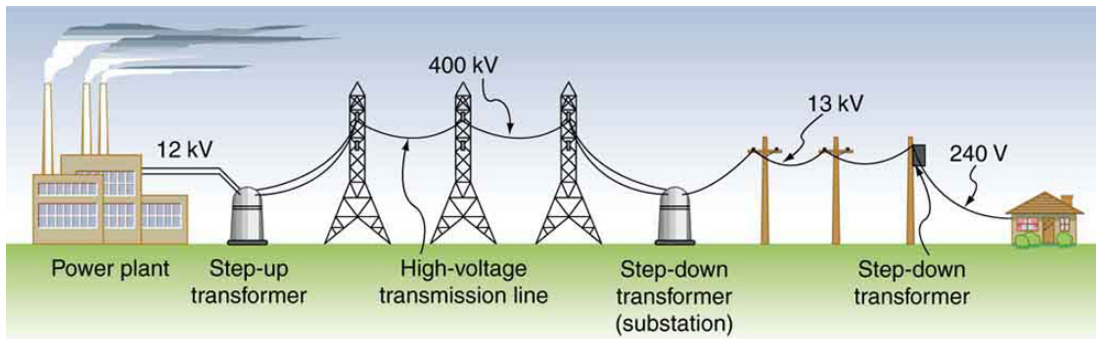 400 kV
13 kV
12 kV
240 V
Power plant
Step-up
transformer
High-voltage
transmission line
Step-down
transformer
(substation)
Step-down
transformer